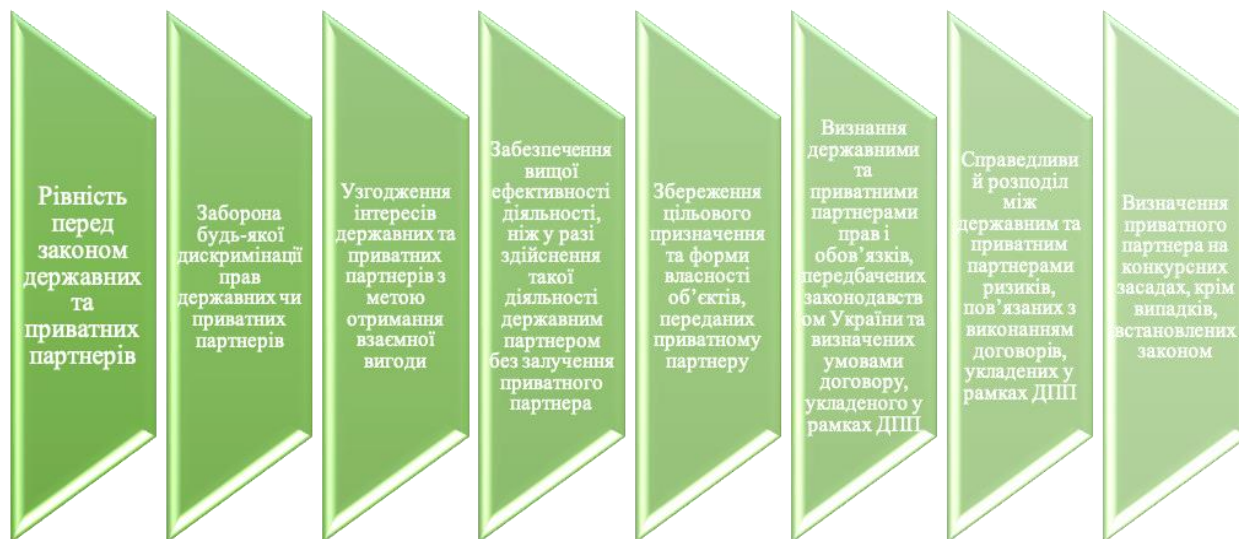 Рівність
перед
законом
державних
та
приватних
партнерів
Заборона
будь-якої
дискримінації
прав
державних чи
приватних
партнерів
Узгодження
інтересів
державних та
приватних
партнерів з
метою
отримання
взаємної
вигоди
Забезпечення
вищої
ефективності
діяльності,
ніж у разі
здійснення
такої
діяльності
державним
партнером
без залучення
приватного
партнера
Збереження
цільового
призначення
та форми
власності
об’єктів,
переданих
приватному
партнеру
Визнання
державними
та
приватними
партнерами
прав і
обов’язків,
передбачених
законодавств
ом України та
визначених
умовами
договору,
укладеного у
рамках ДПП
Справедливи
й розподіл
між
державним та
приватним
партнерами
ризиків,
пов’язаних з
виконанням
договорів,
укладених у
рамках ДПП
Визначення
приватного
партнера на
конкурсних
засадах, крім
випадків,
встановлених
законом